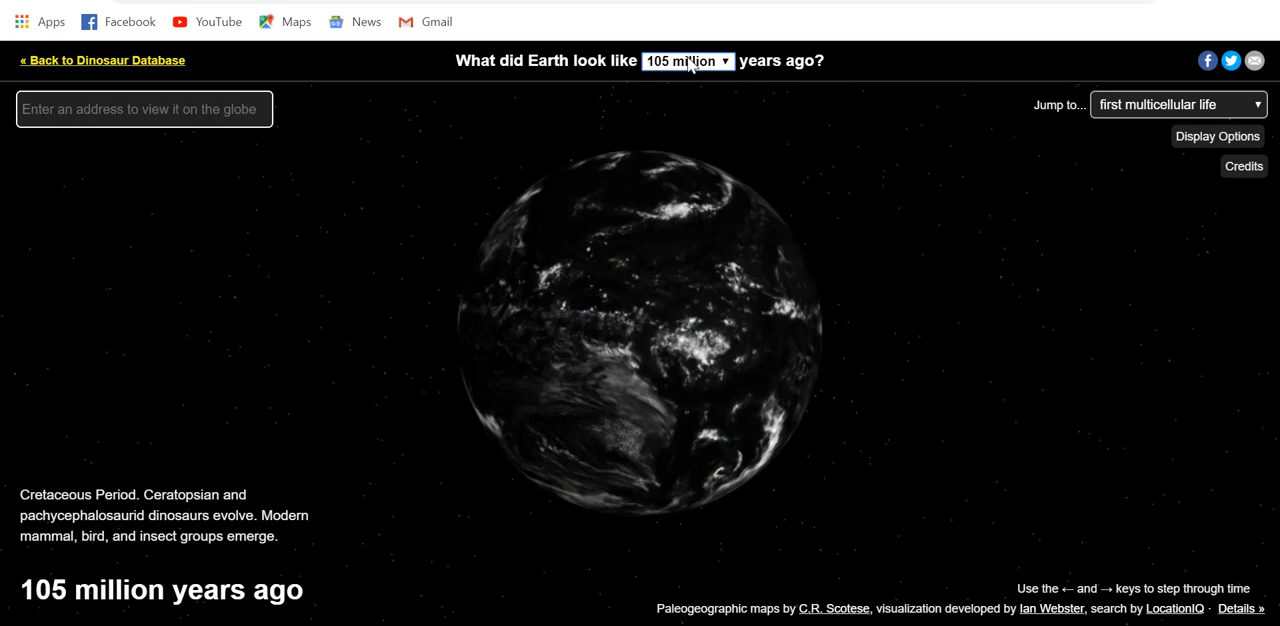 Apps Facebook YouTube Maps News Gmail
« Back to Dinosaur Database What did Earth look like 105 million years ago?
Enter an address to view it on the globe Jump to... first multicellular life
Display Options
Credits
Cretaceous Period. Ceratopsian and
pachycephalosaurid dinosaurs evolve. Modern
mammal, bird, and insect groups emerge.
105 million years ago
Use the ← and → keys to step through time
Paleogeographic maps by C.R. Scotese, visualization developed by Ian Webster, search by LocationIQ · Details »